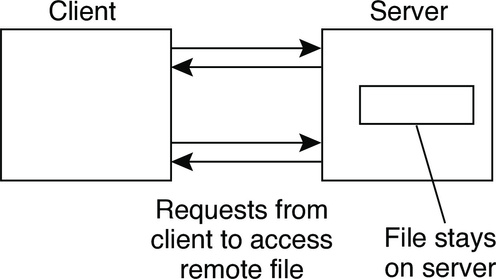 Client
Server
Requests from
client to access
remote file
File stays
on server